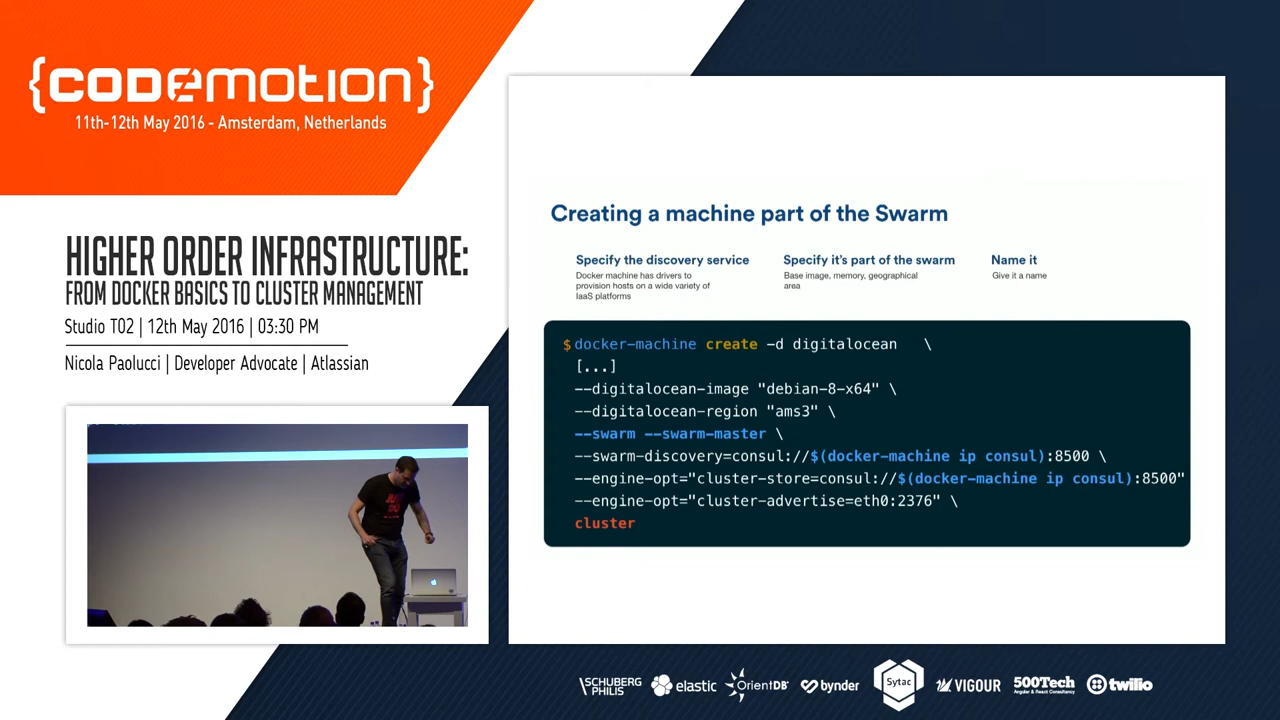 {CODEMOTION}
11th-12th May 2016 - Amsterdam, Netherlands
HIGHER ORDER INFRASTRUCTURE:
FROM DOCKER BASICS TO CLUSTER MANAGEMENT
Studio T02 | 12th May 2016 | 03:30 PM
Nicola Paolucci | Developer Advocate | Atlassian
Creating a machine part of the Swarm
Specify the discovery service
Docker machine has drivers to
provision hosts on a wide variety of
IaaS platforms
Specify it's part of the swarm
Base image, memory, geographical
area
Name it
Give it a name
$ docker-machine create -d digitalocean \
[...]
--digitalocean-image "debian-8-x64" \
--digitalocean-region "ams3" \
--swarm --swarm-master \
--swarm-discovery=consul://$(docker-machine ip consul):8500 \
--engine-opt="cluster-store=consul://$(docker-machine ip consul):8500"
--engine-opt="cluster-advertise=eth0:2376" \
cluster
SCHUBERG
PHILIS
elastic
OrientDB
bynder
Sytac
VIGOUR
500Tech
Angular & React Consultancy
twilio